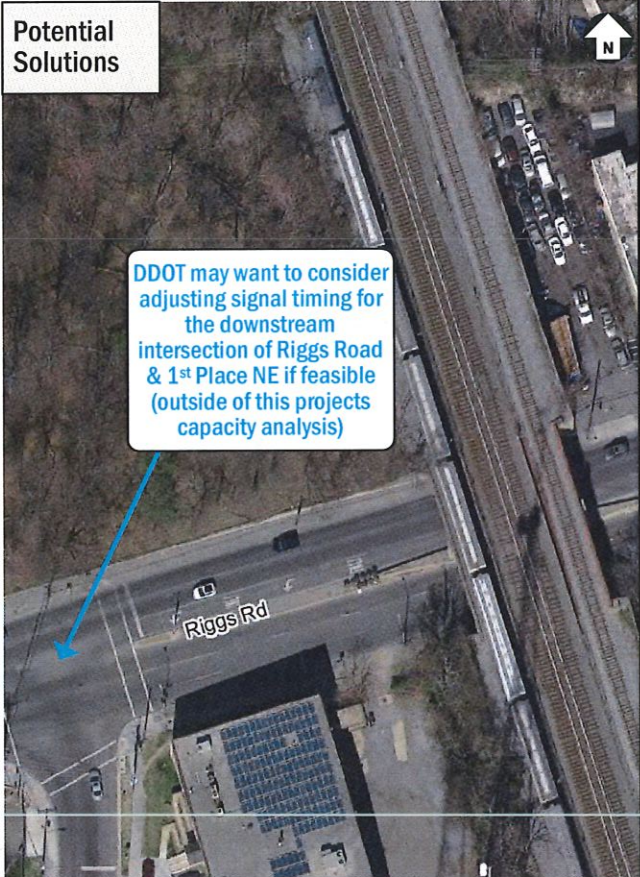 Potential
Solutions
N
DDOT may want to consider
adjusting signal timing for
the downstream
intersection of Riggs Road
& 1st Place NE if feasible
(outside of this projects
capacity analysis)
Riggs Rd